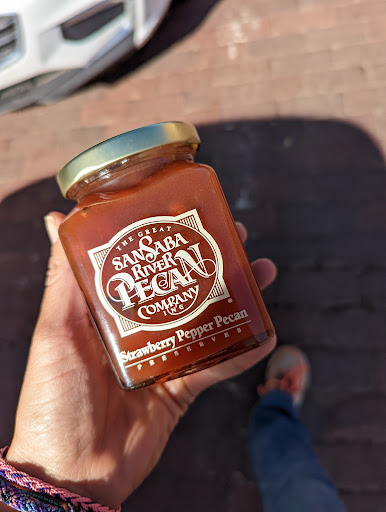 THE GREAT
SAN SABA
RIVER
PECAN
COMPANY
INC
Strawberry Pepper Pecan
PRESERVES